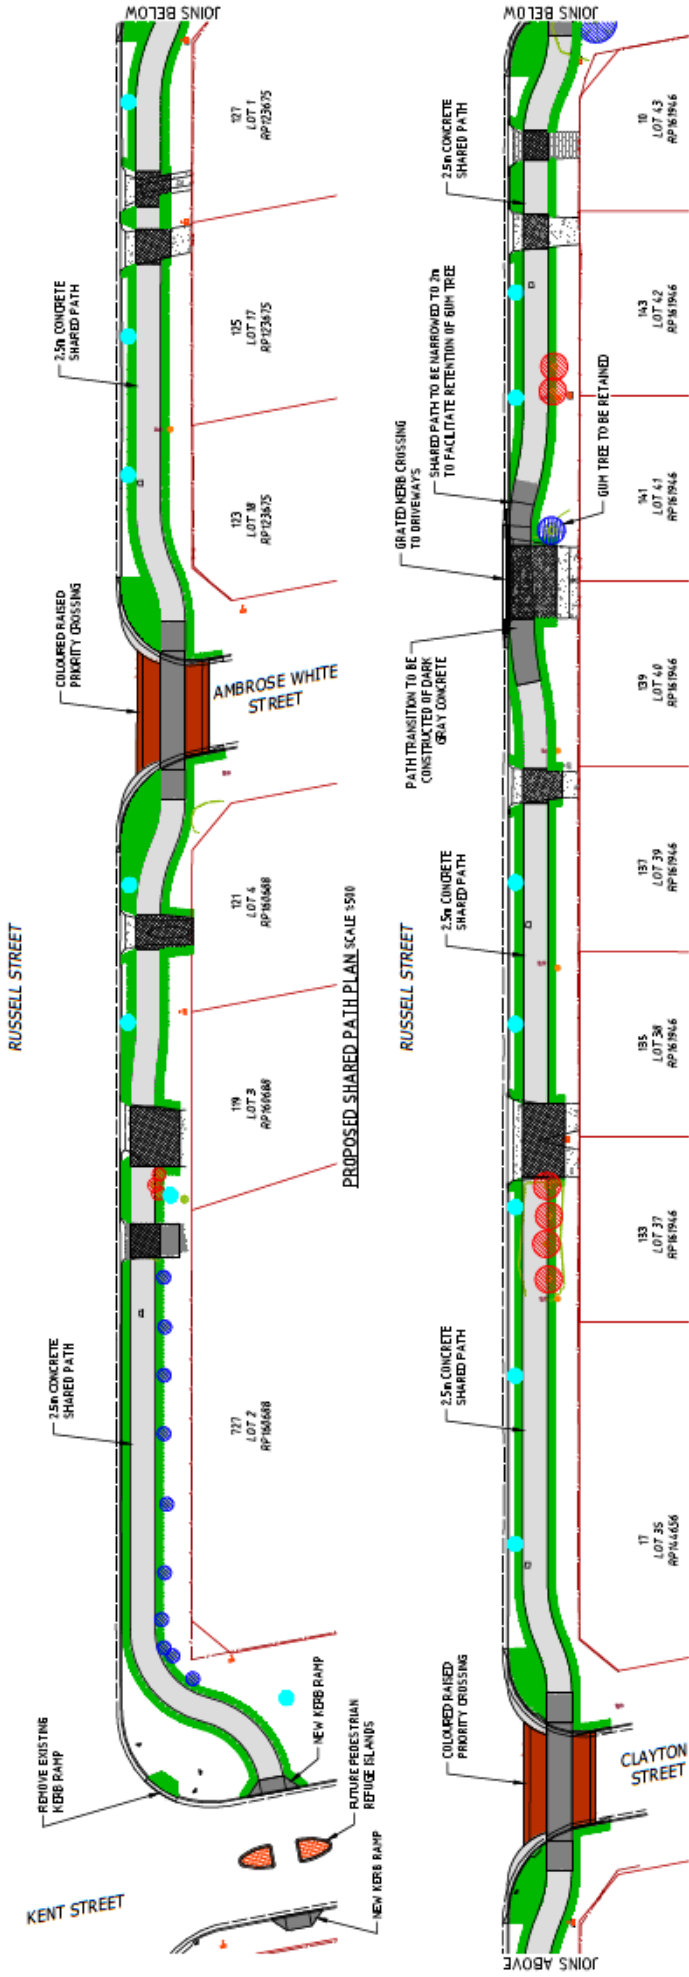 RUSSELL STREET
KENT STREET
REMOVE EXISTING
KERB RAMP
NEW KERB RAMP
FUTURE PEDESTRIAN
REFUGE ISLANDS
NEW KERB RAMP
2.5m CONCRETE
SHARED PATH
727
LOT 2
RP160688
119
LOT 3
RP160688
121
LOT 4
RP160688
PROPOSED SHARED PATH PLAN SCALE 1:500
COLOURED RAISED
PRIORITY CROSSING
AMBROSE WHITE
STREET
123
LOT 18
RP123675
2.5m CONCRETE
SHARED PATH
125
LOT 17
RP123675
127
LOT 1
RP123675
JOINS BELOW
RUSSELL STREET
JOINS ABOVE
COLOURED RAISED
PRIORITY CROSSING
CLAYTON
STREET
17
LOT 35
RP144656
2.5m CONCRETE
SHARED PATH
133
LOT 37
RP161946
135
LOT 38
RP161946
2.5m CONCRETE
SHARED PATH
137
LOT 39
RP161946
PATH TRANSITION TO BE
CONSTRUCTED OF DARK
GRAY CONCRETE
139
LOT 40
RP161946
GRATED KERB CROSSING
TO DRIVEWAYS
SHARED PATH TO BE NARROWED TO 2m
TO FACILITATE RETENTION OF GUM TREE
GUM TREE TO BE RETAINED
141
LOT 41
RP161946
143
LOT 42
RP161946
2.5m CONCRETE
SHARED PATH
10
LOT 43
RP161946
JOINS BELOW